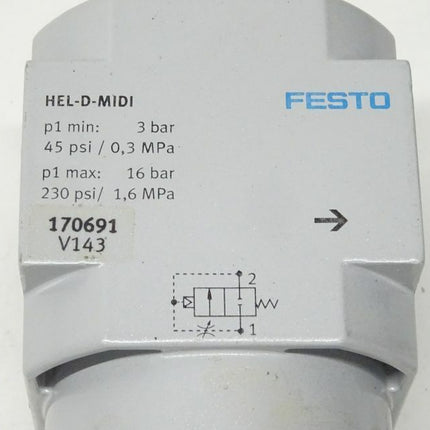 HEL-D-MIDI
FESTO
p1 min: 3 bar
45 psi / 0,3 MPa
p1 max: 16 bar
230 psi/ 1,6 MPa
170691
V143
2
1